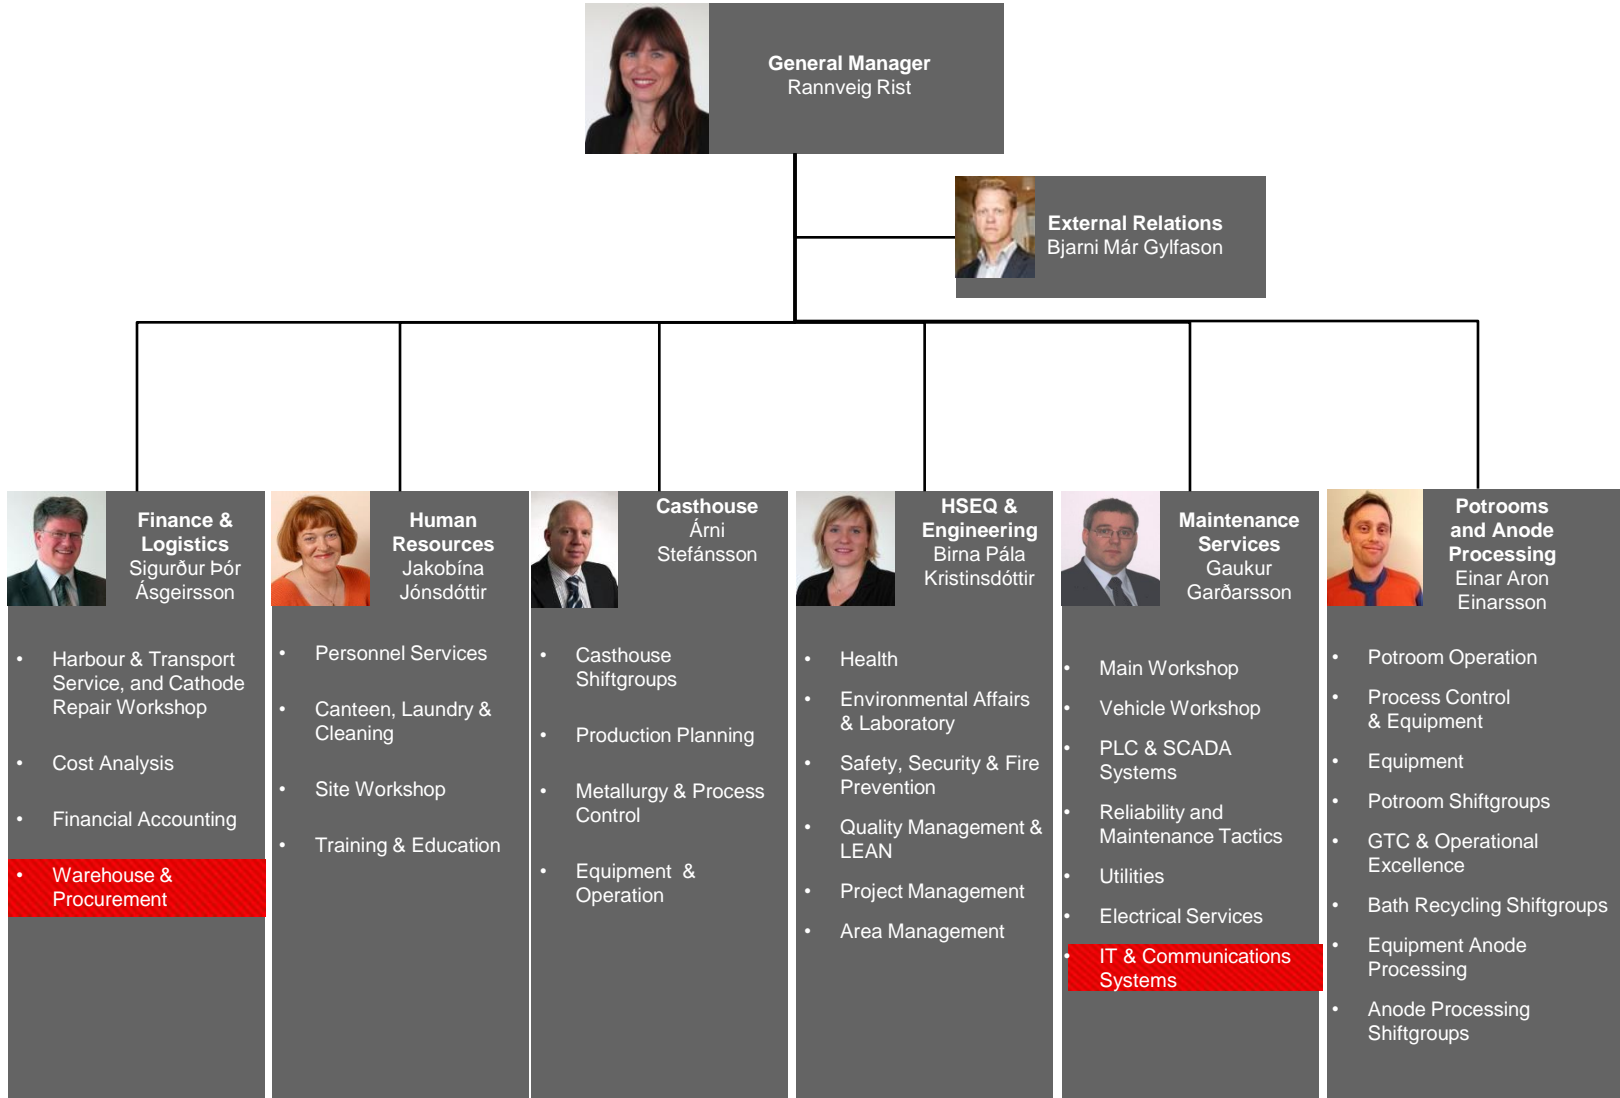 General Manager
Rannveig Rist
External Relations
Bjarni Már Gylfason
Finance &
Logistics
Sigurður Þór
Ásgeirsson
• Harbour & Transport
Service, and Cathode
Repair Workshop
• Cost Analysis
• Financial Accounting
• Warehouse &
Procurement
Human
Resources
Jakobína
Jónsdóttir
• Personnel Services
• Canteen, Laundry &
Cleaning
• Site Workshop
• Training & Education
Casthouse
Árni
Stefánsson
• Casthouse
Shiftgroups
• Production Planning
• Metallurgy & Process
Control
• Equipment &
Operation
HSEQ &
Engineering
Birna Pála
Kristinsdóttir
• Health
• Environmental Affairs
& Laboratory
• Safety, Security & Fire
Prevention
• Quality Management &
LEAN
• Project Management
• Area Management
Maintenance
Services
Gaukur
Garðarsson
• Main Workshop
• Vehicle Workshop
• PLC & SCADA
Systems
• Reliability and
Maintenance Tactics
• Utilities
• Electrical Services
• IT & Communications
Systems
Potrooms
and Anode
Processing
Einar Aron
Einarsson
• Potroom Operation
• Process Control
& Equipment
• Equipment
• Potroom Shiftgroups
• GTC & Operational
Excellence
• Bath Recycling Shiftgroups
• Equipment Anode
Processing
• Anode Processing
Shiftgroups